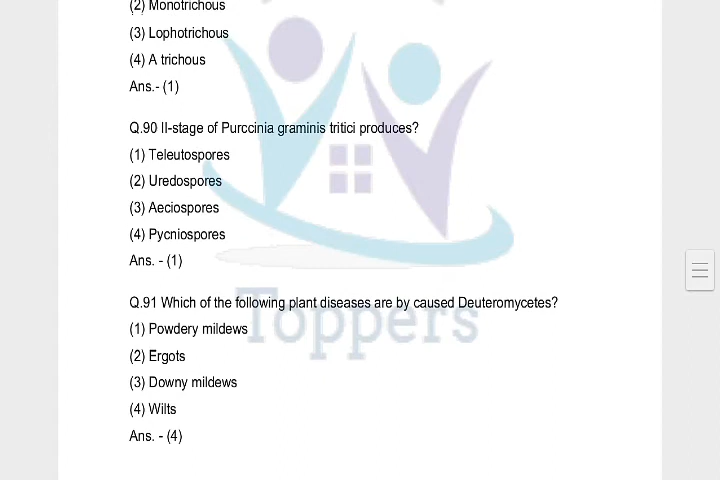 (2) Monotrichous
(3) Lophotrichous
(4) A trichous
Ans.- (1)
Q.90 II-stage of Purccinia graminis tritici produces?
(1) Teleutospores
(2) Uredospores
(3) Aeciospores
(4) Pycniospores
Ans. - (1)
Q.91 Which of the following plant diseases are by caused Deuteromycetes?
Toppers
(1) Powdery mildews
(2) Ergots
(3) Downy mildews
(4) Wilts
Ans. - (4)